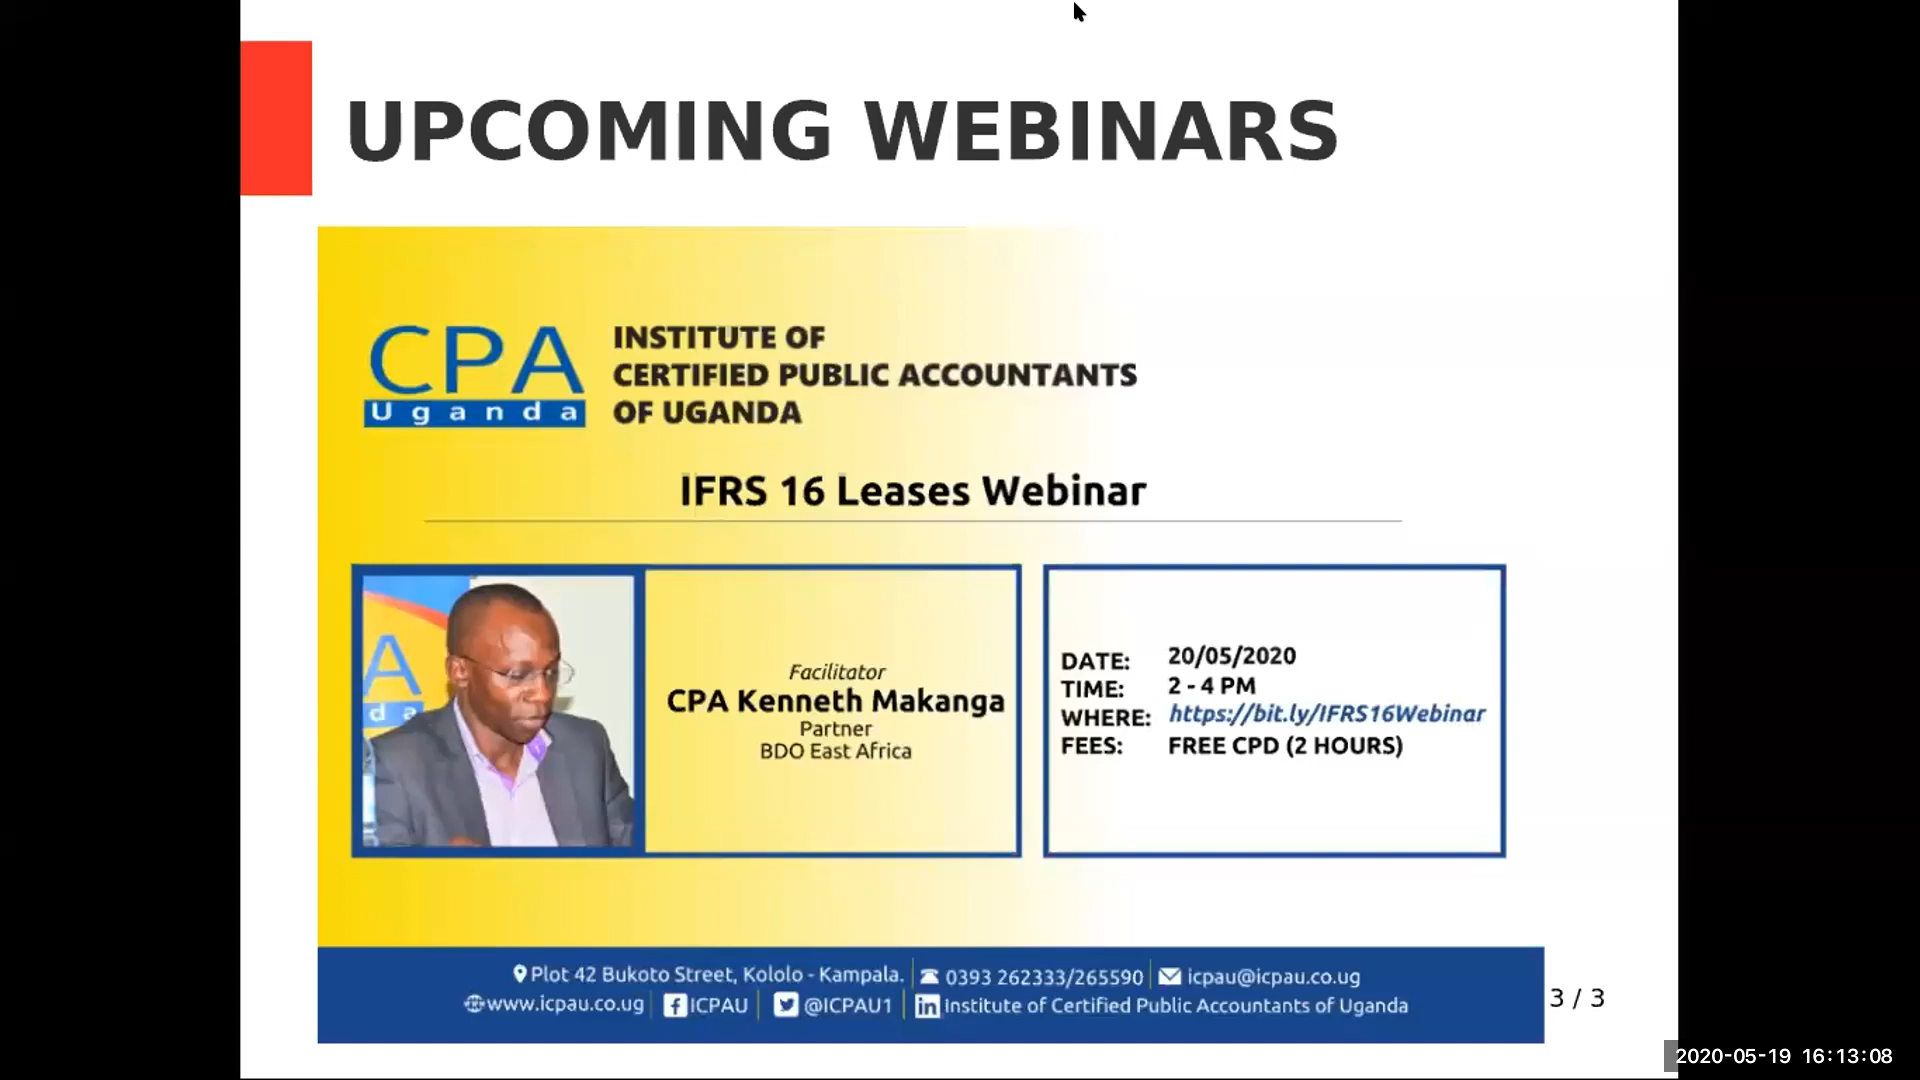 UPCOMING WEBINARS
CPA
Uganda
INSTITUTE OF
CERTIFIED PUBLIC ACCOUNTANTS
OF UGANDA
IFRS 16 Leases Webinar
A
da
Facilitator
CPA Kenneth Makanga
Partner
BDO East Africa
DATE: 20/05/2020
TIME: 2 - 4 PM
WHERE: https://bit.ly/IFRS16Webinar
FEES: FREE CPD (2 HOURS)
Plot 42 Bukoto Street, Kololo - Kampala. 0393 262333/265590 icpau@icpau.co.ug
www.icpau.co.ug ICPAU @ICPAU1 in Institute of Certified Public Accountants of Uganda
3 / 3
2020-05-19 16:13:08